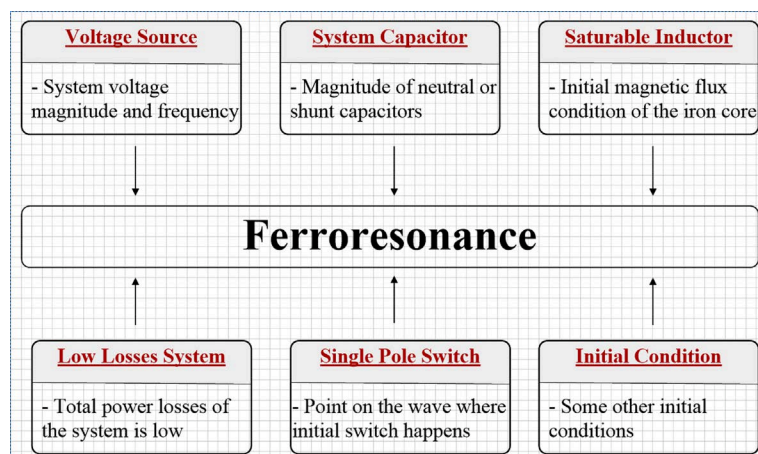 Voltage Source
- System voltage
magnitude and frequency
System Capacitor
- Magnitude of neutral or
shunt capacitors
Saturable Inductor
- Initial magnetic flux
condition of the iron core
Ferroresonance
Low Losses System
- Total power losses of
the system is low
Single Pole Switch
- Point on the wave where
initial switch happens
Initial Condition
- Some other initial
conditions